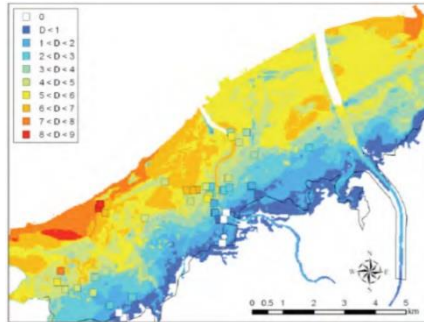 0
D < 1
1 < D < 2
2 < D < 3
3 < D < 4
4 < D < 5
5 < D < 6
6 < D < 7
7 < D < 8
8 < D < 9
0 0.5 1 2 3 4 5
km